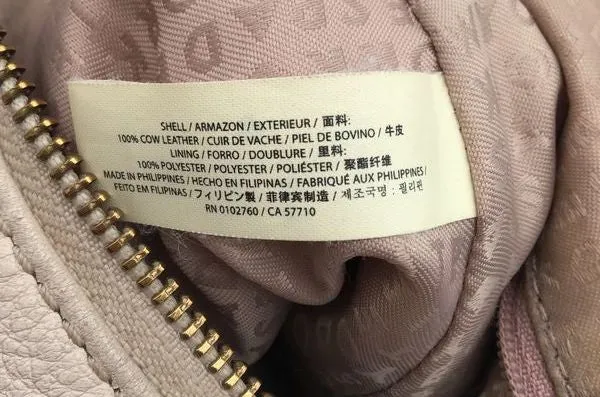 SHELL / ARMAZON / EXTERIEUR / 面料:
100% COW LEATHER / CUIR DE VACHE / PIEL DE BOVINO / 牛皮
LINING / FORRO / DOUBLURE / 里料:
100% POLYESTER / POLYESTER / POLIÉSTER / 聚酯纤维
MADE IN PHILIPPINES / HECHO EN FILIPINAS / FABRIQUÉ AUX PHILIPPINES /
FEITO EM FILIPINAS / フィリピン製 / 菲律宾制造 / 제조국명 : 필리핀
RN 0102760 / CA 57710